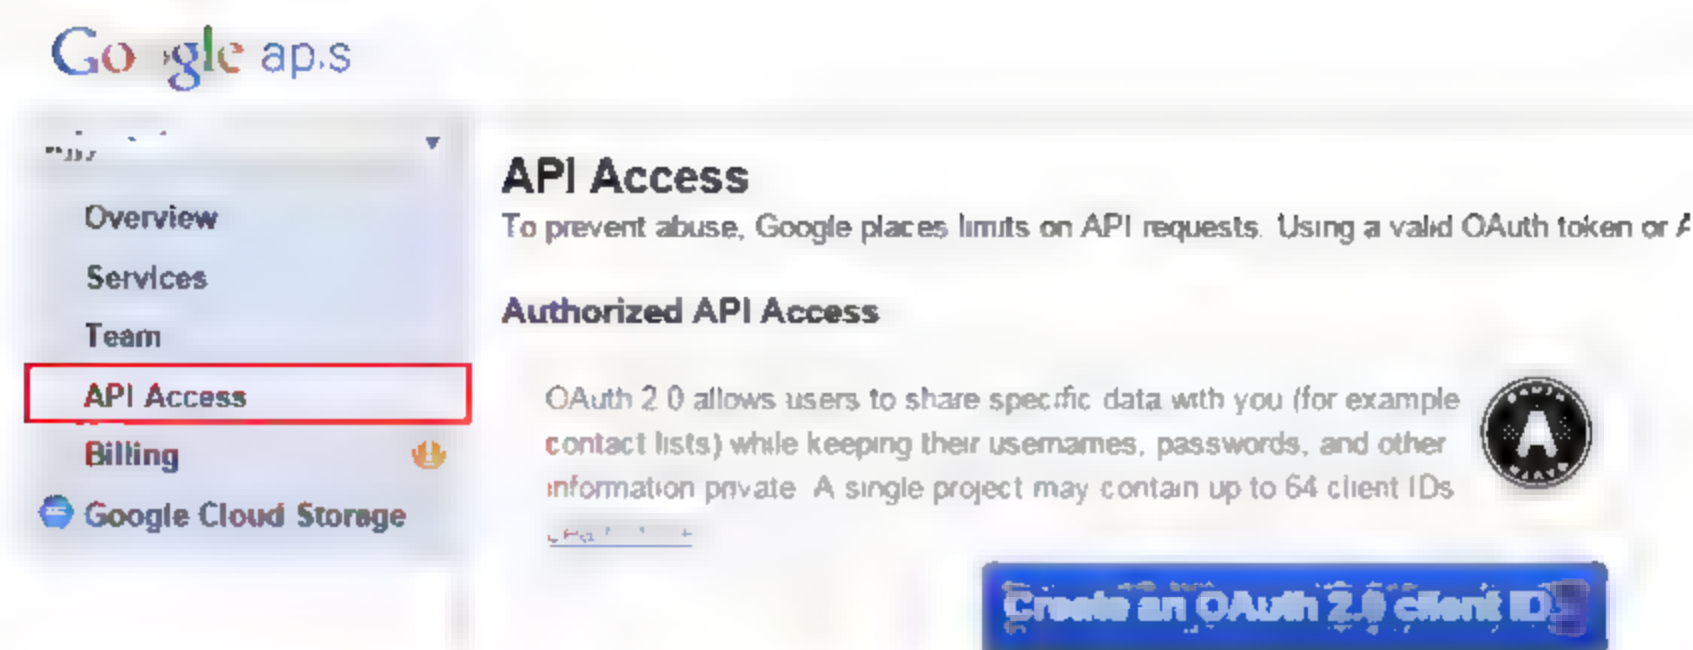 Google apis
API Access
To prevent abuse, Google places limits on API requests. Using a valid OAuth token or A
Overview
Services
Team
API Access
Billing
Google Cloud Storage
Authorized API Access
OAuth 2.0 allows users to share specific data with you (for example
contact lists) while keeping their usernames, passwords, and other
information private. A single project may contain up to 64 client IDs
Create an OAuth 2.0 client ID